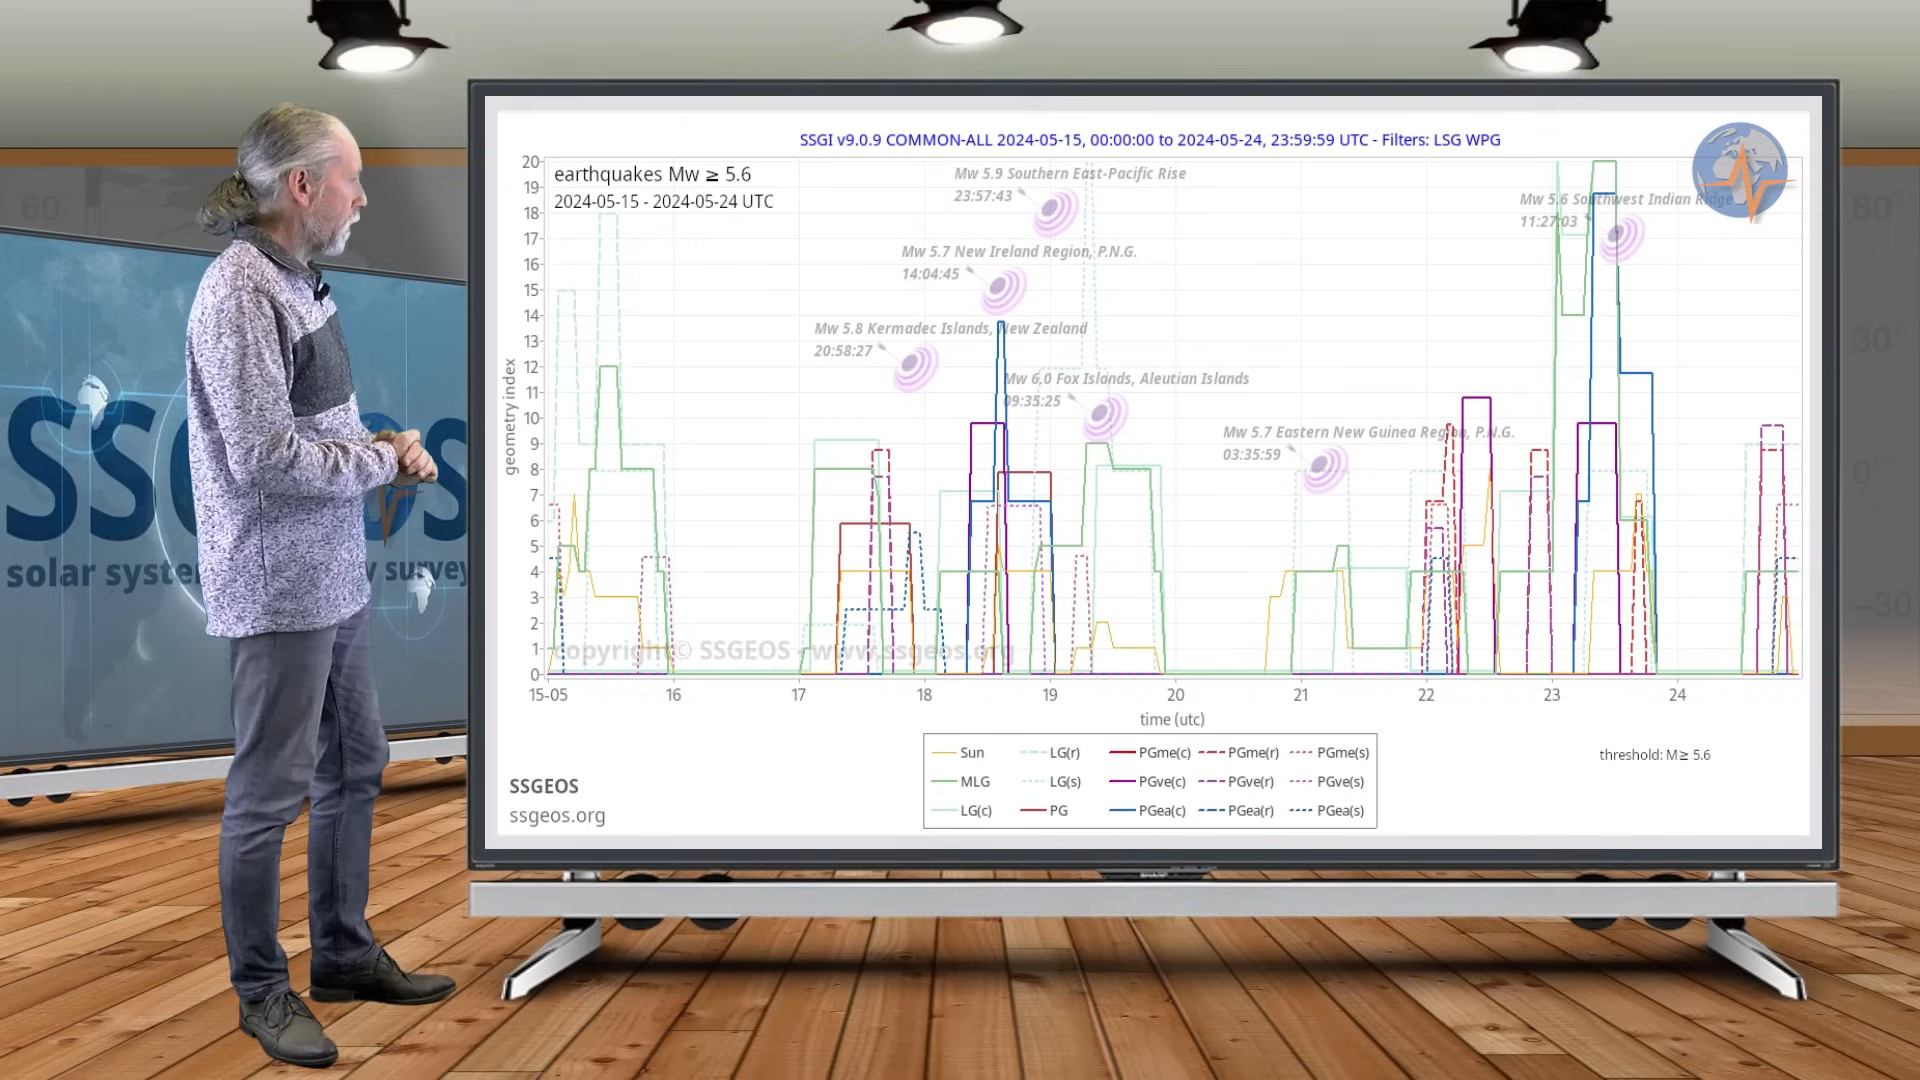 SSGI v9.0.9 COMMON-ALL 2024-05-15, 00:00:00 to 2024-05-24, 23:59:59 UTC - Filters: LSG WPG
earthquakes Mw ≥ 5.6
2024-05-15 - 2024-05-24 UTC
Mw 5.9 Southern East-Pacific Rise
23:57:43
Mw 5.6 Southwest Indian Ridge
11:27:03
Mw 5.7 New Ireland Region, P.N.G.
14:04:45
Mw 5.8 Kermadec Islands, New Zealand
20:58:27
Mw 6.0 Fox Islands, Aleutian Islands
09:35:25
Mw 5.7 Eastern New Guinea Region, P.N.G.
03:35:59
geometry index
20
19
18
17
16
15
14
13
12
11
10
9
8
7
6
5
4
3
2
1
0
copyright © SSGEOS - www.ssgeos.org
15-05 16 17 18 19 20 21 22 23 24
time (utc)
Sun LG(r) PGme(c) PGme(r) PGme(s)
MLG LG(s) PGve(c) PGve(r) PGve(s)
LG(c) PG PGea(c) PGea(r) PGea(s)
threshold: M≥ 5.6
SSGEOS
ssgeos.org
60°
60°
30°
0°
-30°
solar syste
survey
SHARP